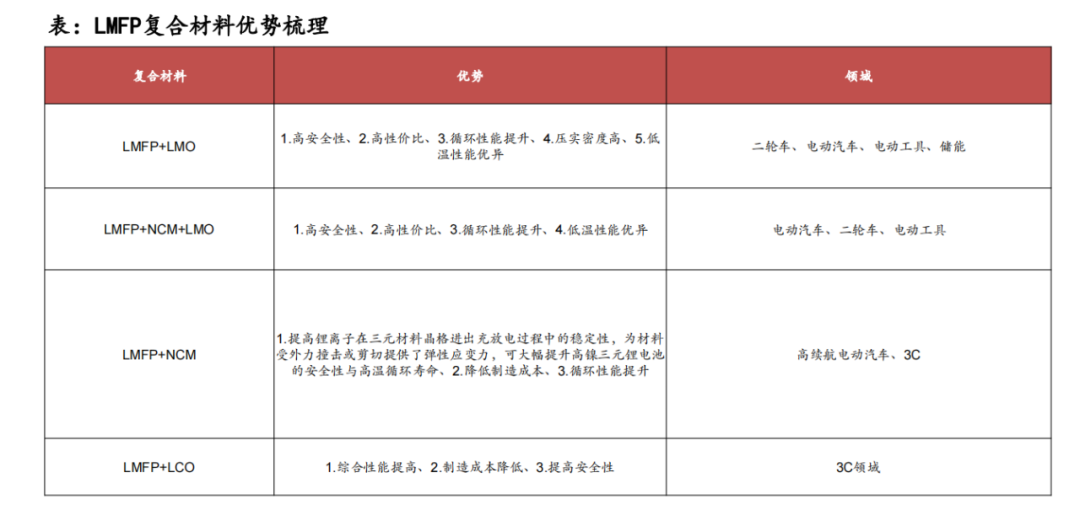 表：LMFP复合材料优势梳理
复合材料
优势
领域
LMFP+LMO
1.高安全性、2.高性价比、3.循环性能提升、4.压实密度高、5.低
温性能优异
二轮车、电动汽车、电动工具、储能
LMFP+NCM+LMO
1.高安全性、2.高性价比、3.循环性能提升、4.低温性能优异
电动汽车、二轮车、电动工具
LMFP+NCM
1.提高锂离子在三元材料晶格进出充放电过程中的稳定性，为材料
受外力撞击或剪切提供了弹性应变力，可大幅提升高镍三元锂电池
的安全性与高温循环寿命、2.降低制造成本、3.循环性能提升
高续航电动汽车、3C
LMFP+LCO
1.综合性能提高、2.制造成本降低、3.提高安全性
3C领域